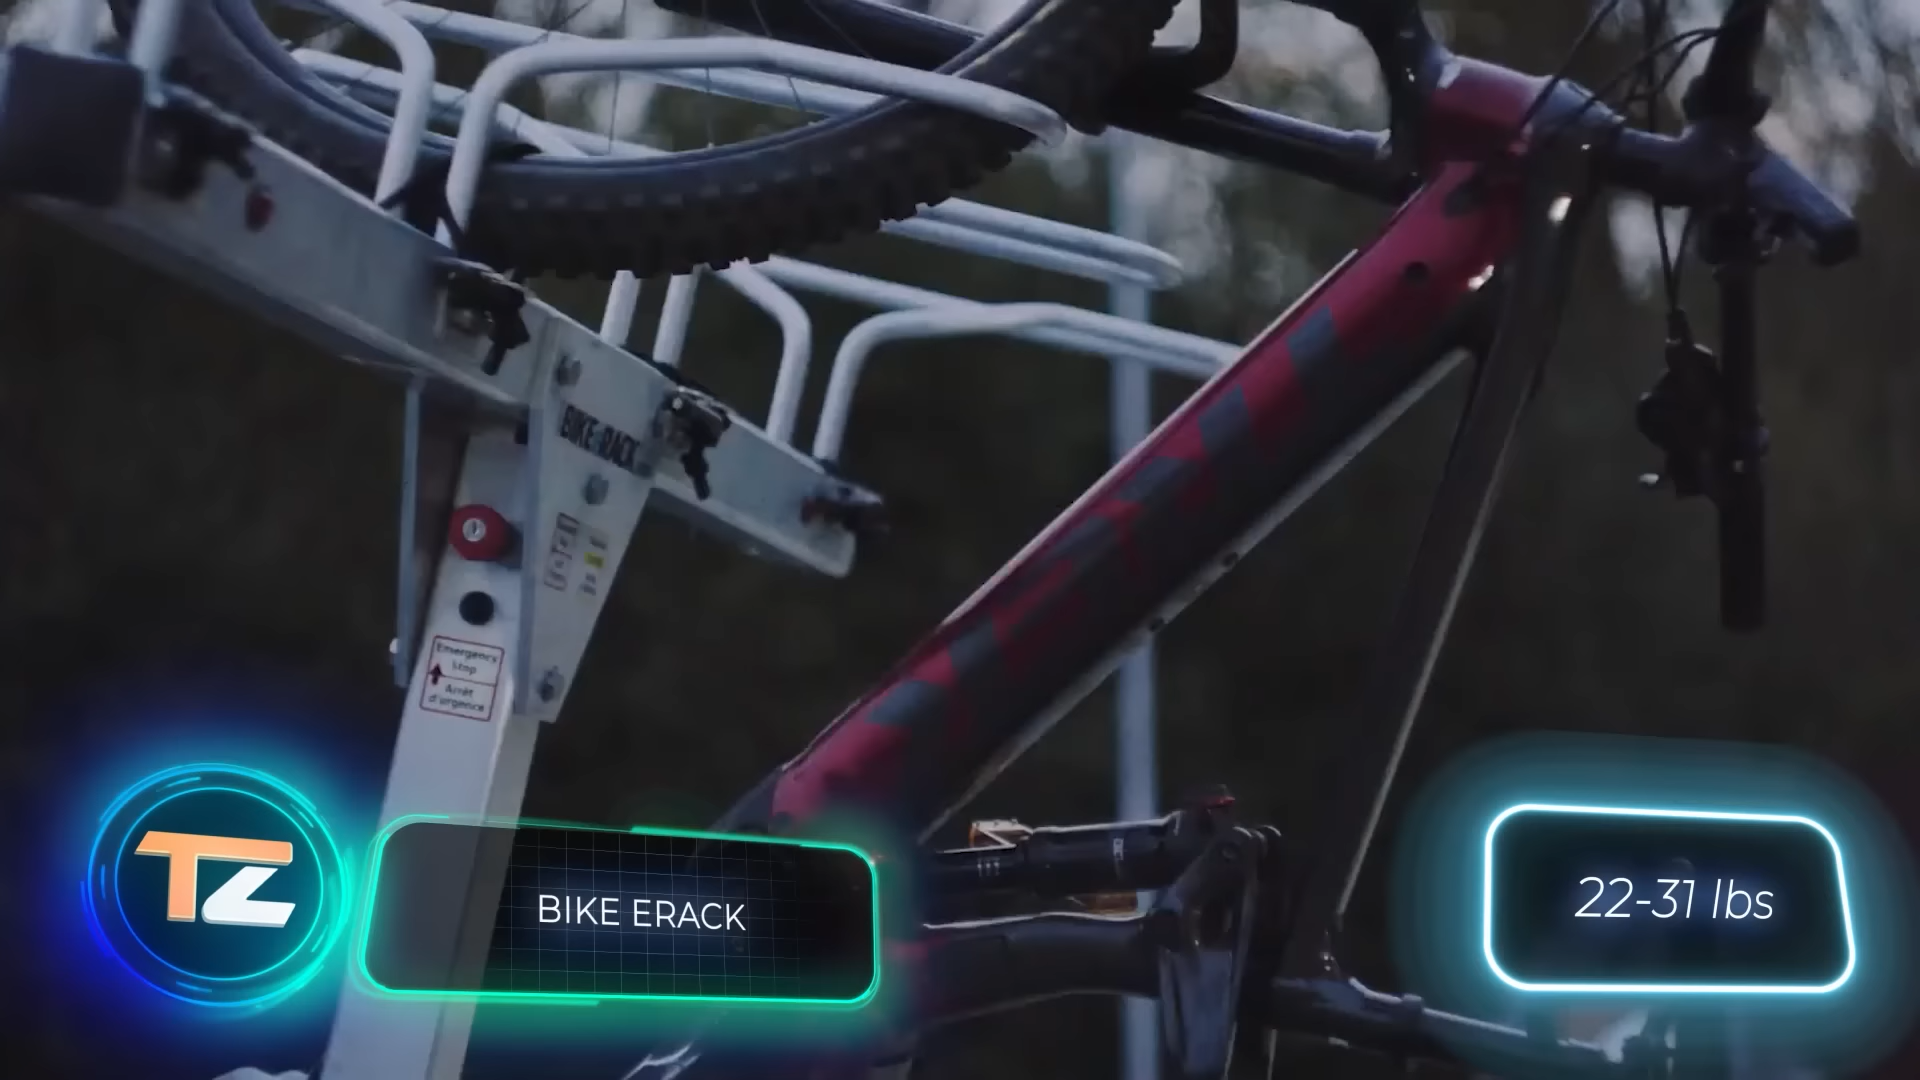 BIKE ERACK
Emergency
Stop
Arrêt
d'urgence
TZ
BIKE ERACK
22-31 lbs